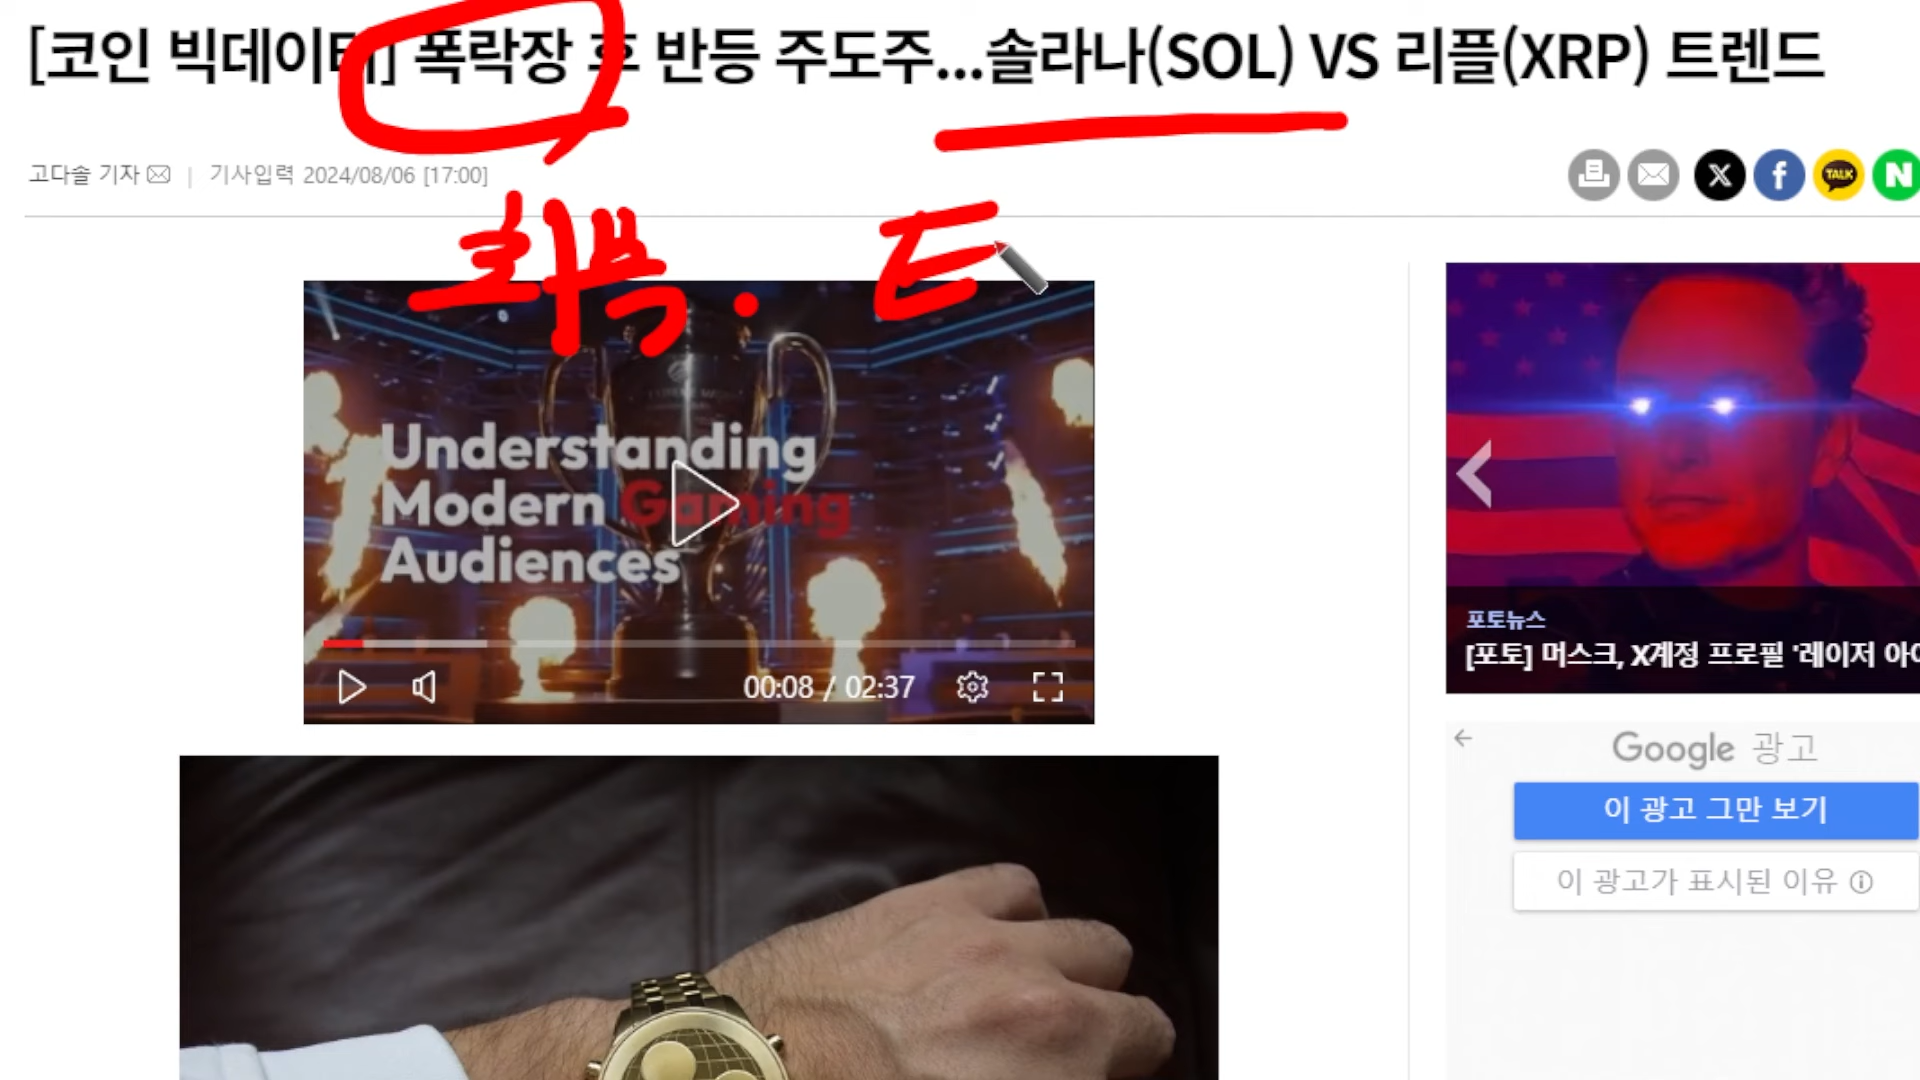 [코인 빅데이터] 폭락장 후 반등 주도주...솔라나(SOL) VS 리플(XRP) 트렌드
고다솔 기자 | 기사입력 2024/08/06 [17:00]
TALK
E
Understanding
Modern Gaming
Audiences
00:08 / 02:37
포토뉴스
[포토] 머스크, X계정 프로필 '레이저 아이
Google 광고
이 광고 그만 보기
이 광고가 표시된 이유